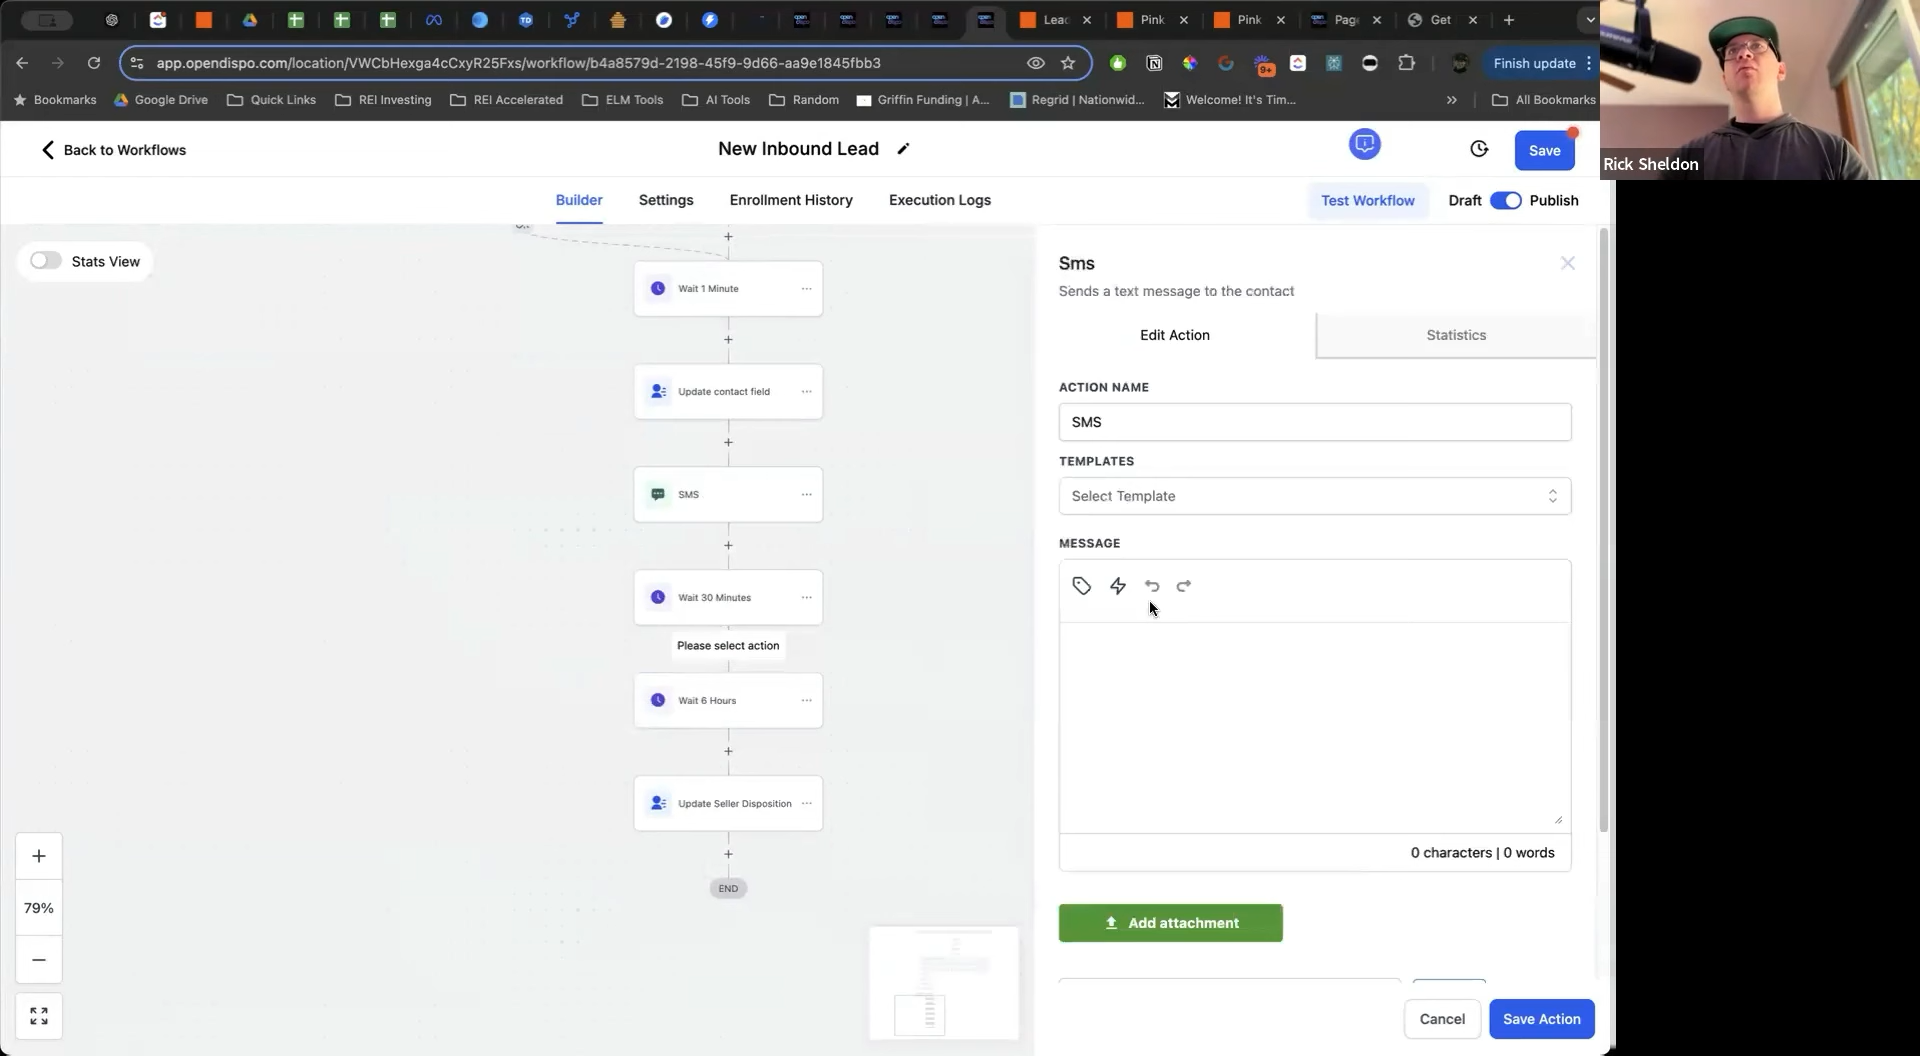 Lead
Pink
Pink
Pag
Get
app.opendispo.com/location/VWCbHexga4cCxyR25Fxs/workflow/b4a8579d-2198-45f9-9d66-aa9e1845fbb3
9+
Finish update
Bookmarks
Google Drive
Quick Links
REI Investing
REI Accelerated
ELM Tools
AI Tools
Random
Griffin Funding | A...
Regrid | Nationwid...
Welcome! It's Tim...
All Bookmarks
Rick Sheldon
Back to Workflows
New Inbound Lead
Save
Builder
Settings
Enrollment History
Execution Logs
Test Workflow
Draft
Publish
Stats View
Wait 1 Minute
Update contact field
SMS
Wait 30 Minutes
Please select action
Wait 6 Hours
Update Seller Disposition
END
79%
Sms
Sends a text message to the contact
Edit Action
Statistics
ACTION NAME
SMS
TEMPLATES
Select Template
MESSAGE
0 characters | 0 words
Add attachment
Cancel
Save Action